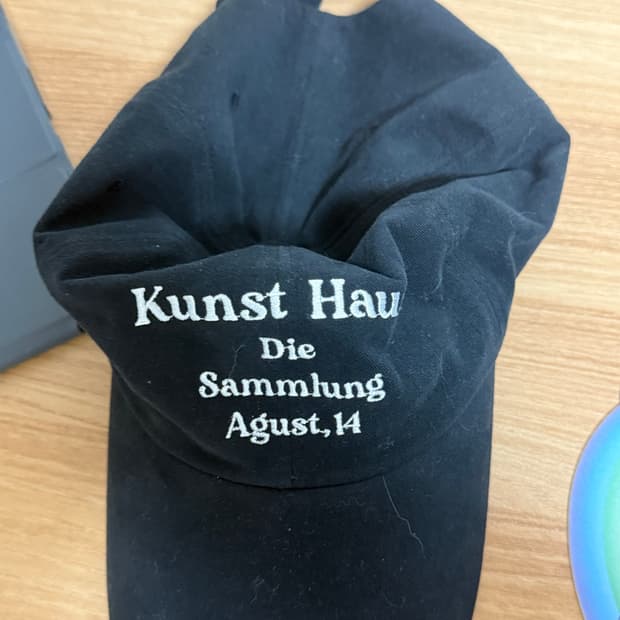 Kunst Hau
Die
Sammlung
Agust, 14